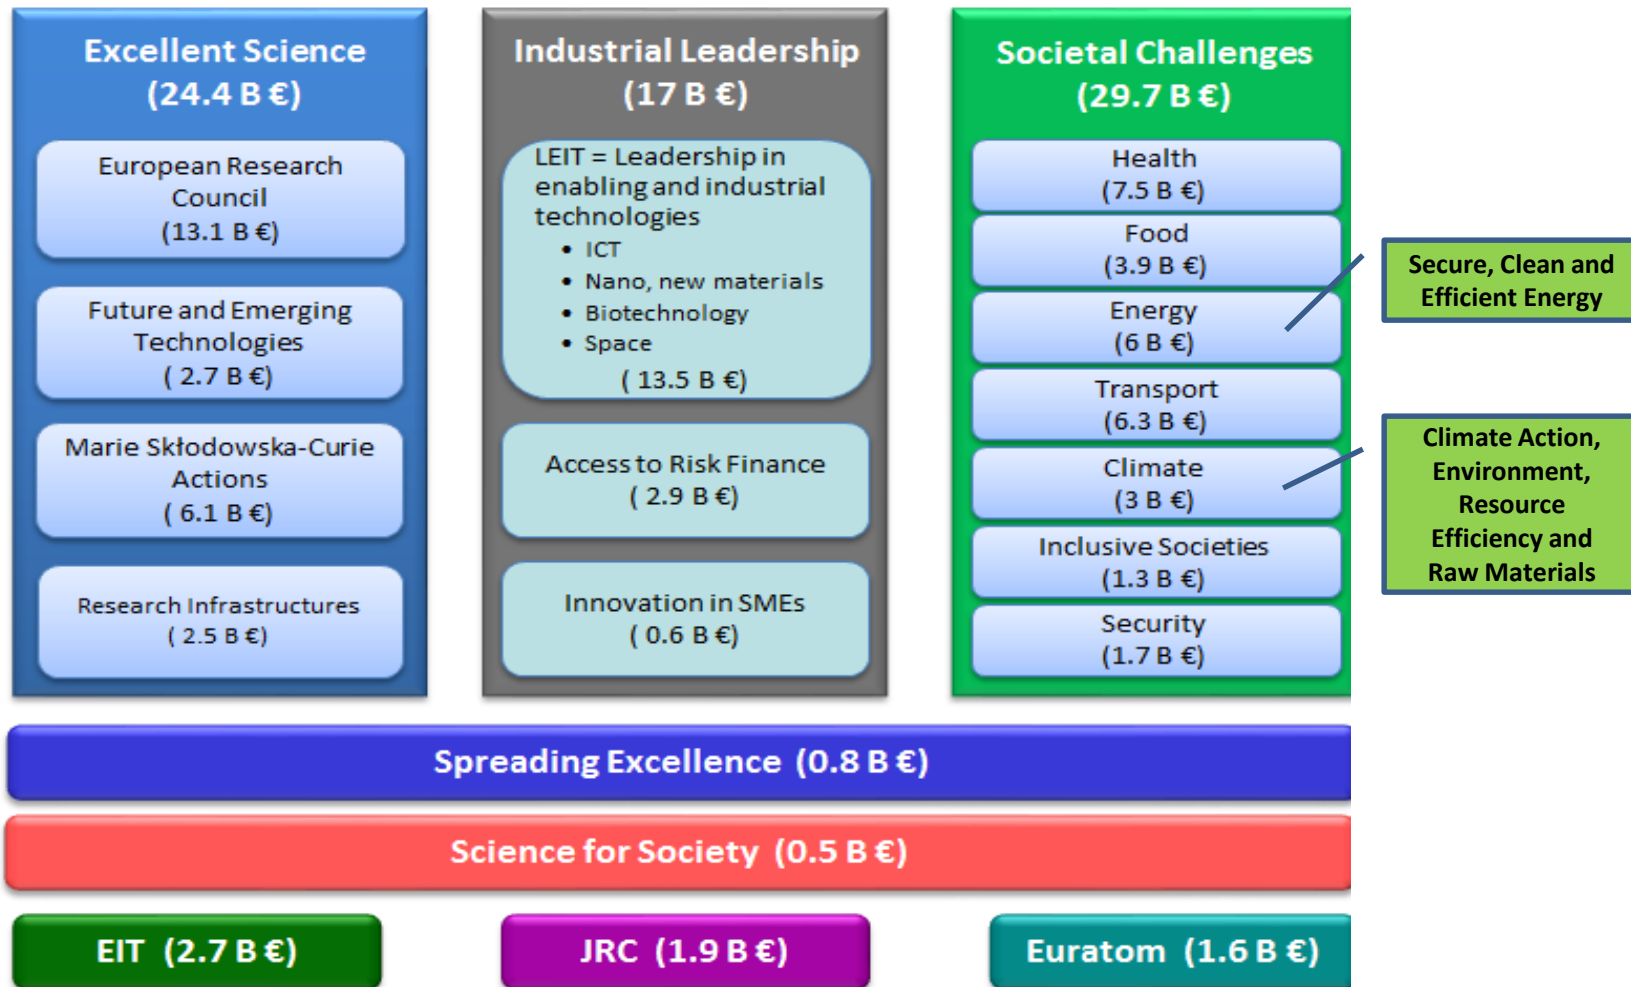 Excellent Science
(24.4 B €)
European Research
Council
(13.1 B €)
Future and Emerging
Technologies
( 2.7 B €)
Marie Skłodowska-Curie
Actions
( 6.1 B €)
Research Infrastructures
( 2.5 B €)
Industrial Leadership
(17 B €)
LEIT = Leadership in
enabling and industrial
technologies
• ICT
• Nano, new materials
• Biotechnology
• Space
( 13.5 B €)
Access to Risk Finance
( 2.9 B €)
Innovation in SMEs
( 0.6 B €)
Societal Challenges
(29.7 B €)
Health
(7.5 B €)
Food
(3.9 B €)
Energy
(6 B €)
Transport
(6.3 B €)
Climate
(3 B €)
Inclusive Societies
(1.3 B €)
Security
(1.7 B €)
Secure, Clean and
Efficient Energy
Climate Action,
Environment,
Resource
Efficiency and
Raw Materials
Spreading Excellence (0.8 B €)
Science for Society (0.5 B €)
EIT (2.7 B €)
JRC (1.9 B €)
Euratom (1.6 B €)